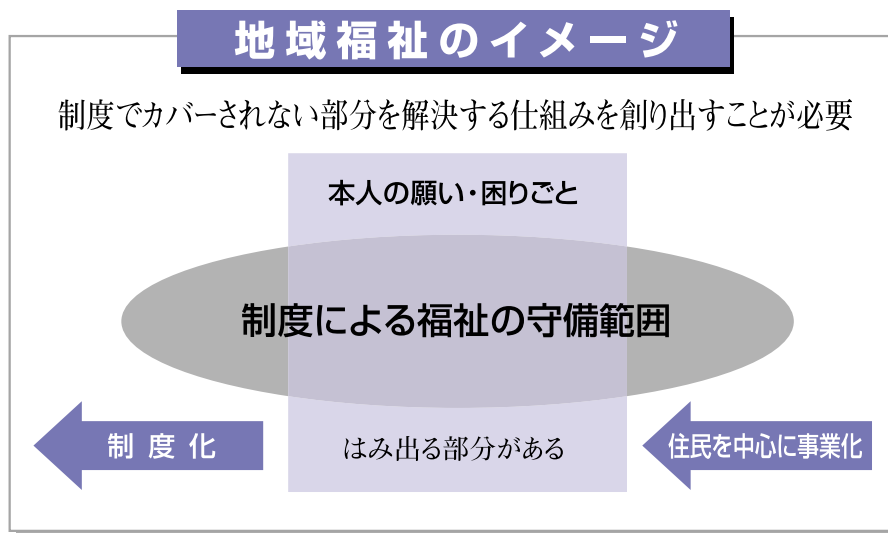 地域福祉のイメージ
制度でカバーされない部分を解決する仕組みを創り出すことが必要
本人の願い・困りごと
制度による福祉の守備範囲
制度化
はみ出る部分がある
住民を中心に事業化